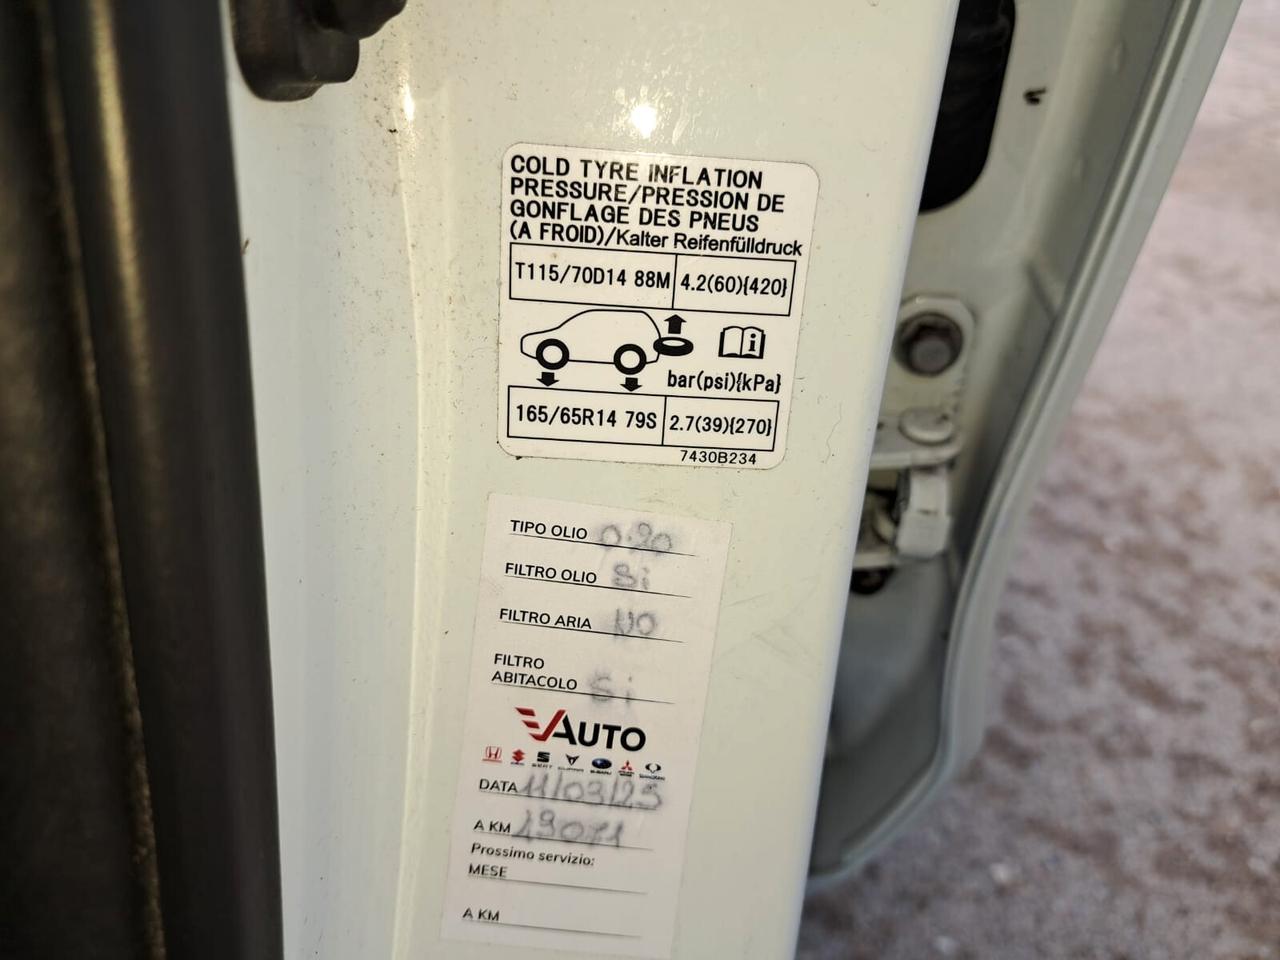 COLD TYRE INFLATION
PRESSURE/PRESSION DE
GONFLAGE DES PNEUS
(A FROID)/Kalter Reifenfülldruck
T115/70D14 88M 4.2(60){420}
bar(psi){kPa}
165/65R14 79S 2.7(39){270}
7430B234
TIPO OLIO 0.20
FILTRO OLIO Si
FILTRO ARIA NO
FILTRO
ABITACOLO Si
VAUTO
DATA 11/03/25
A KM 19071
Prossimo servizio:
MESE
A KM